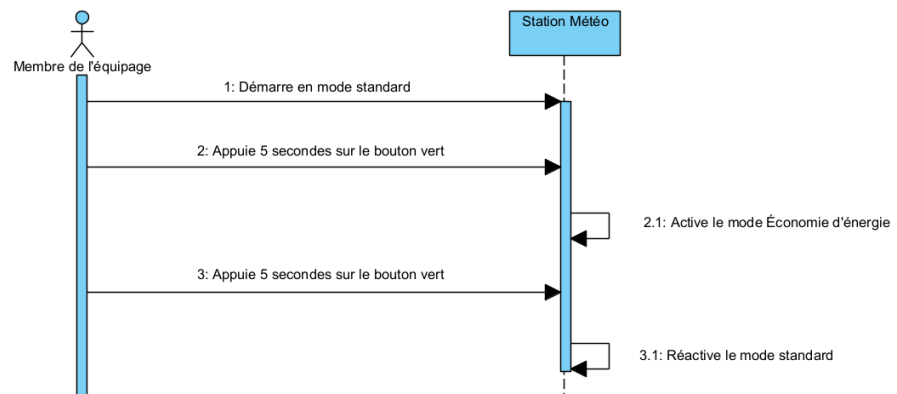 Station Météo
Membre de l'équipage
1: Démarre en mode standard
2: Appuie 5 secondes sur le bouton vert
2.1: Active le mode Économie d'énergie
3: Appuie 5 secondes sur le bouton vert
3.1: Réactive le mode standard